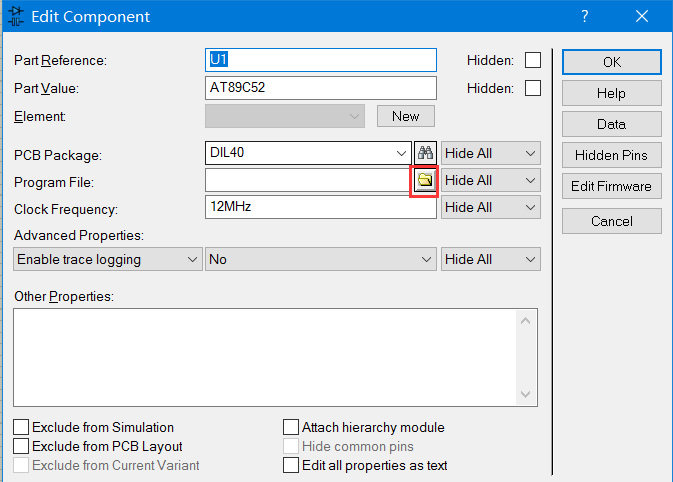 Edit Component
?
Part Reference: U1 Hidden:
Part Value: AT89C52 Hidden:
Element: New
PCB Package: DIL40 Hide All
Program File: Hide All
Clock Frequency: 12MHz Hide All
Advanced Properties:
Enable trace logging No Hide All
Other Properties:
Exclude from Simulation Attach hierarchy module
Exclude from PCB Layout Hide common pins
Exclude from Current Variant Edit all properties as text
OK
Help
Data
Hidden Pins
Edit Firmware
Cancel